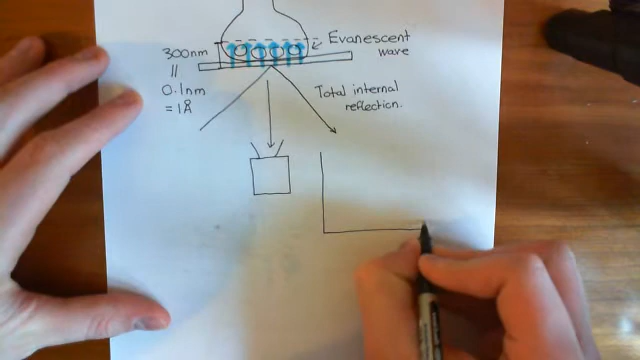 Evanescent
wave
300nm
||
0.1nm
= 1Å
Total internal
reflection.